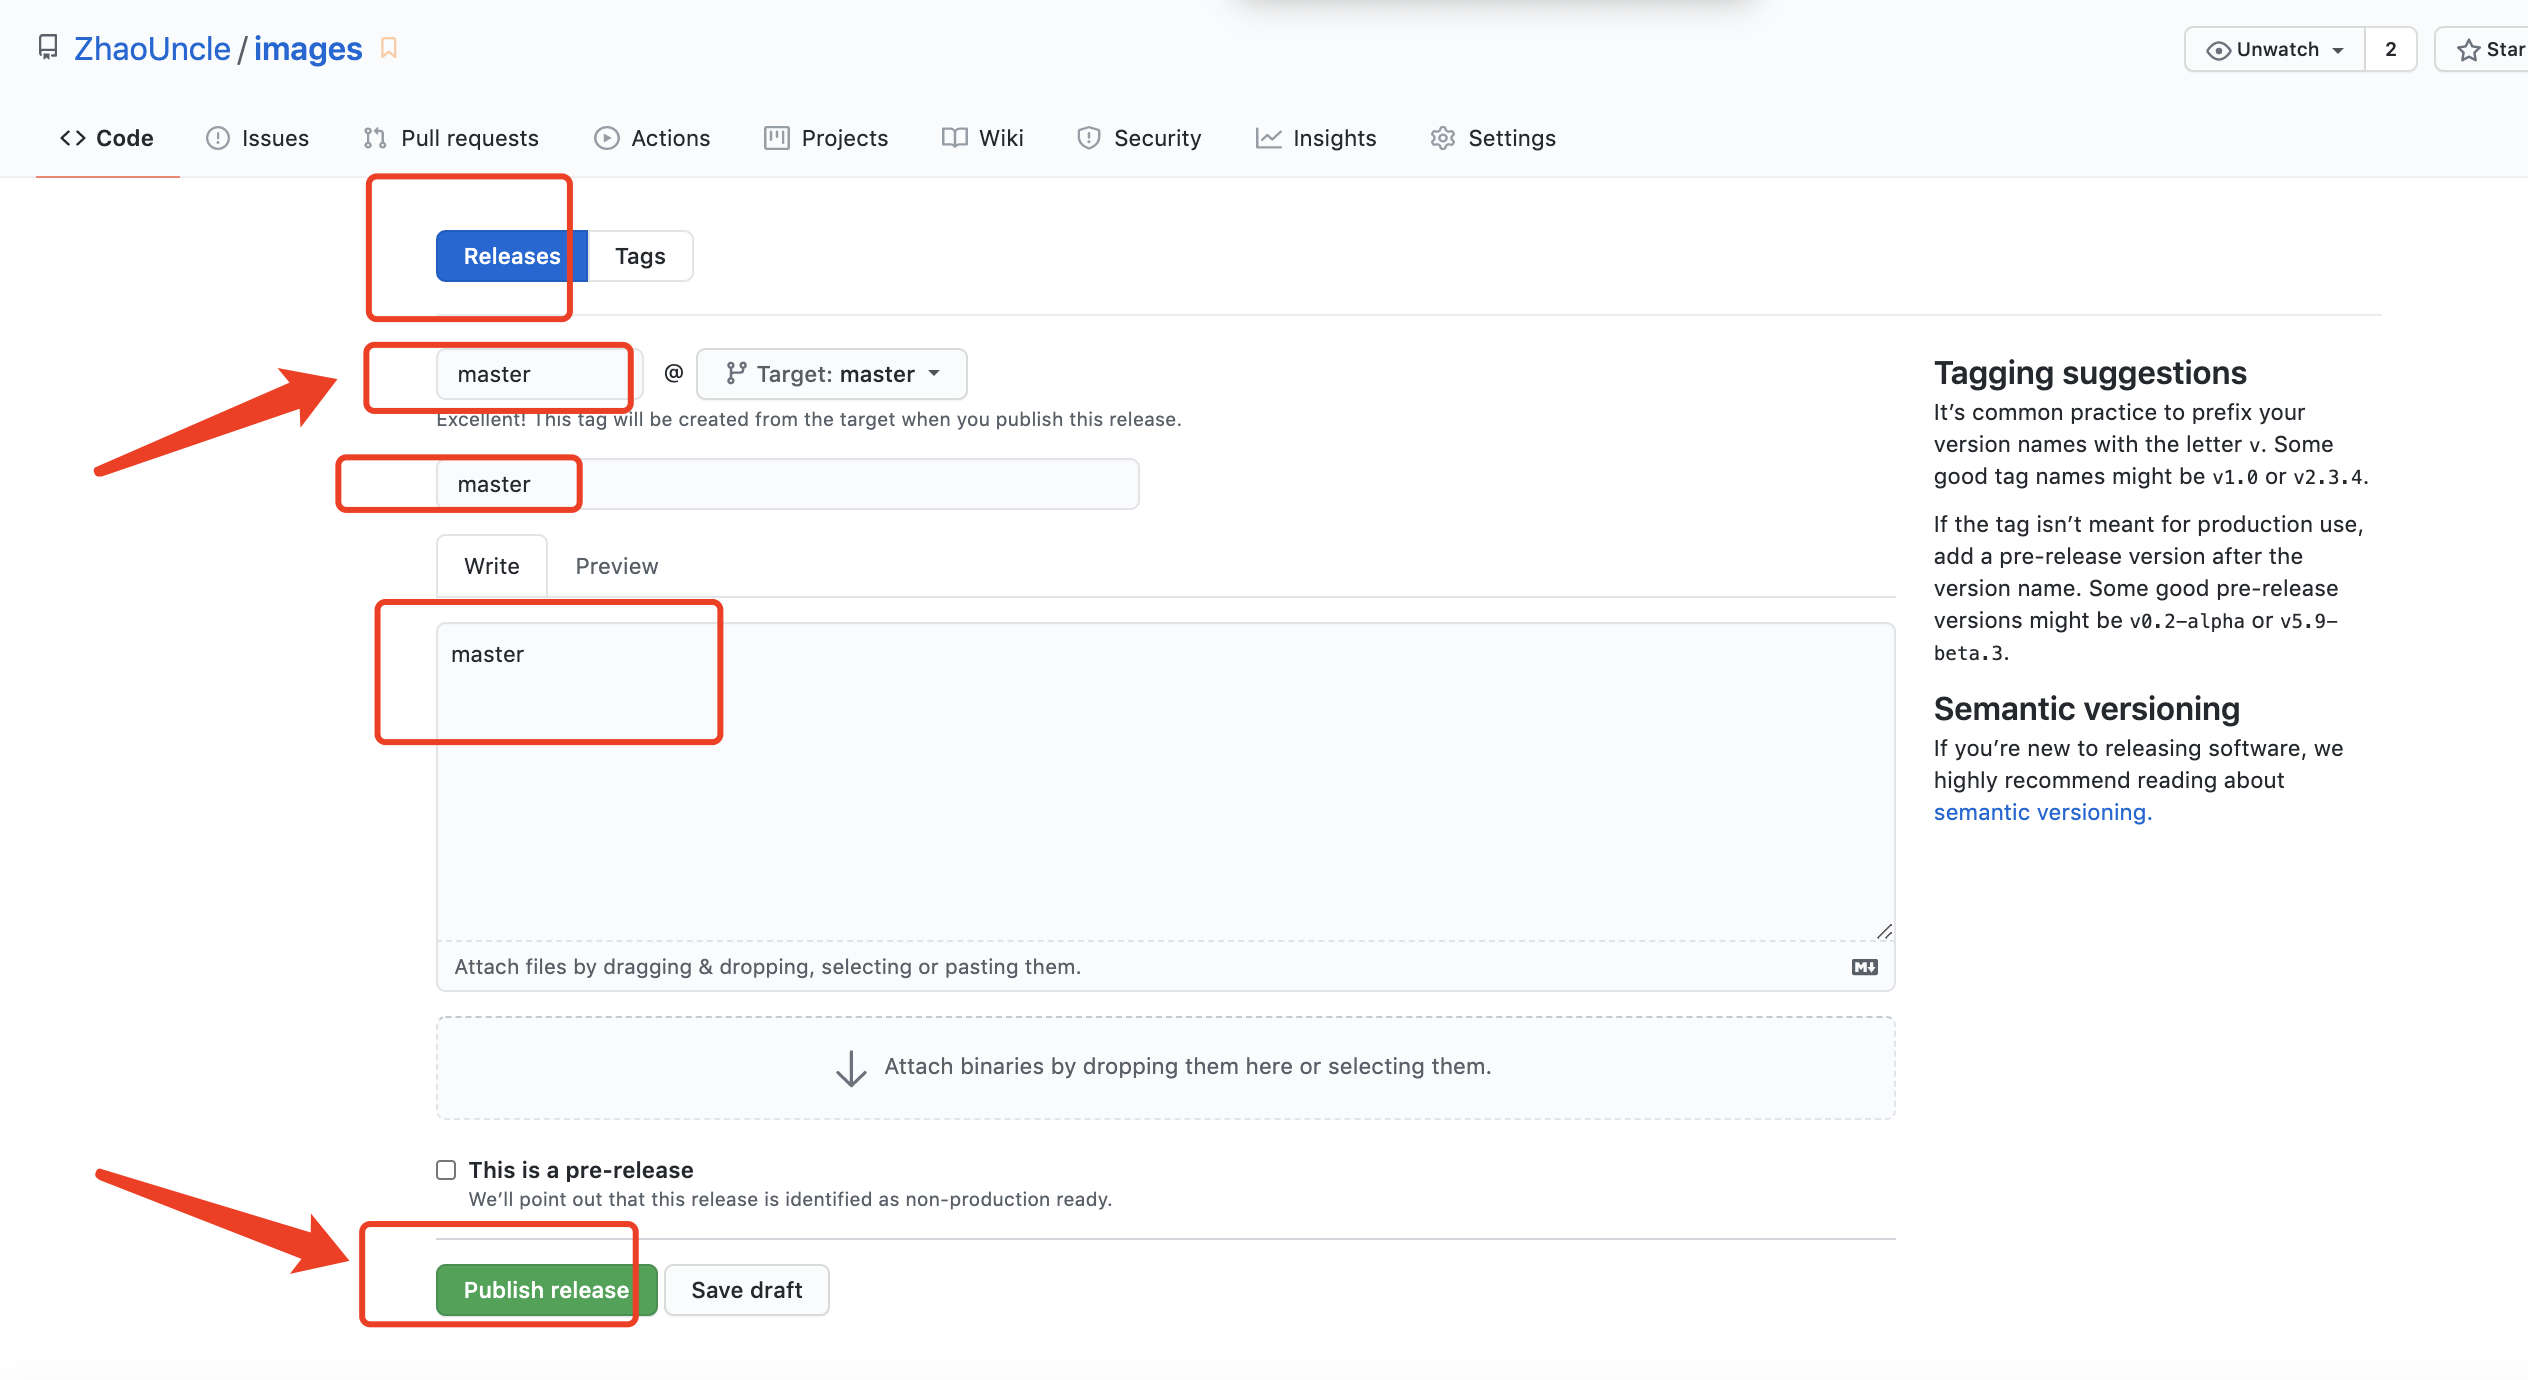 ZhaoUncle / images
Unwatch 2 Star
Code Issues Pull requests Actions Projects Wiki Security Insights Settings
Releases Tags
master @ Target: master
Excellent! This tag will be created from the target when you publish this release.
master
Write Preview
master
Attach files by dragging & dropping, selecting or pasting them.
Attach binaries by dropping them here or selecting them.
This is a pre-release
We’ll point out that this release is identified as non-production ready.
Publish release Save draft
Tagging suggestions
It’s common practice to prefix your
version names with the letter v. Some
good tag names might be v1.0 or v2.3.4.
If the tag isn’t meant for production use,
add a pre-release version after the
version name. Some good pre-release
versions might be v0.2-alpha or v5.9-
beta.3.
Semantic versioning
If you’re new to releasing software, we
highly recommend reading about
semantic versioning.